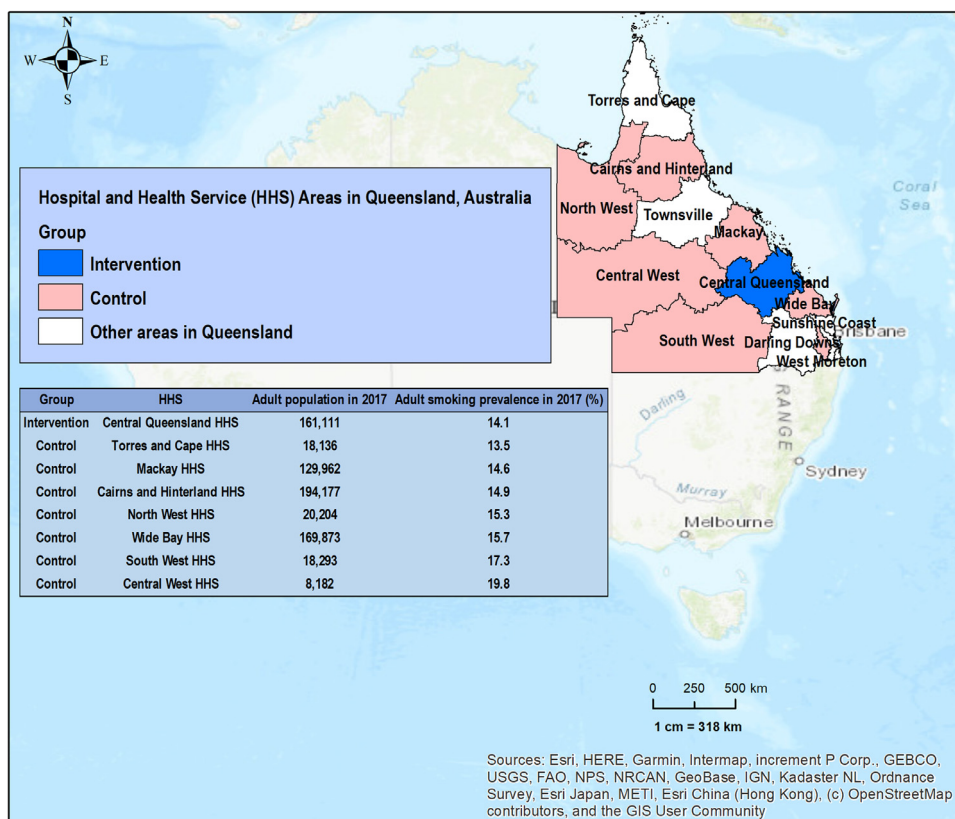 N
W E
S
Torres and Cape
Cairns and Hinterland
North West
Townsville
Mackay
Central West
Central Queensland
Wide Bay
Sunshine Coast
Brisbane
South West
Darling Downs
West Moreton
Coral
Sea
Hospital and Health Service (HHS) Areas in Queensland, Australia
Group
Intervention
Control
Other areas in Queensland
Group HHS Adult population in 2017 Adult smoking prevalence in 2017 (%)
Intervention Central Queensland HHS 161,111 14.1
Control Torres and Cape HHS 18,136 13.5
Control Mackay HHS 129,962 14.6
Control Cairns and Hinterland HHS 194,177 14.9
Control North West HHS 20,204 15.3
Control Wide Bay HHS 169,873 15.7
Control South West HHS 18,293 17.3
Control Central West HHS 8,182 19.8
Darling
RANGE
Sydney
Murray
Melbourne
0 250 500 km
1 cm = 318 km
Sources: Esri, HERE, Garmin, Intermap, increment P Corp., GEBCO,
USGS, FAO, NPS, NRCAN, GeoBase, IGN, Kadaster NL, Ordnance
Survey, Esri Japan, METI, Esri China (Hong Kong), (c) OpenStreetMap
contributors, and the GIS User Community